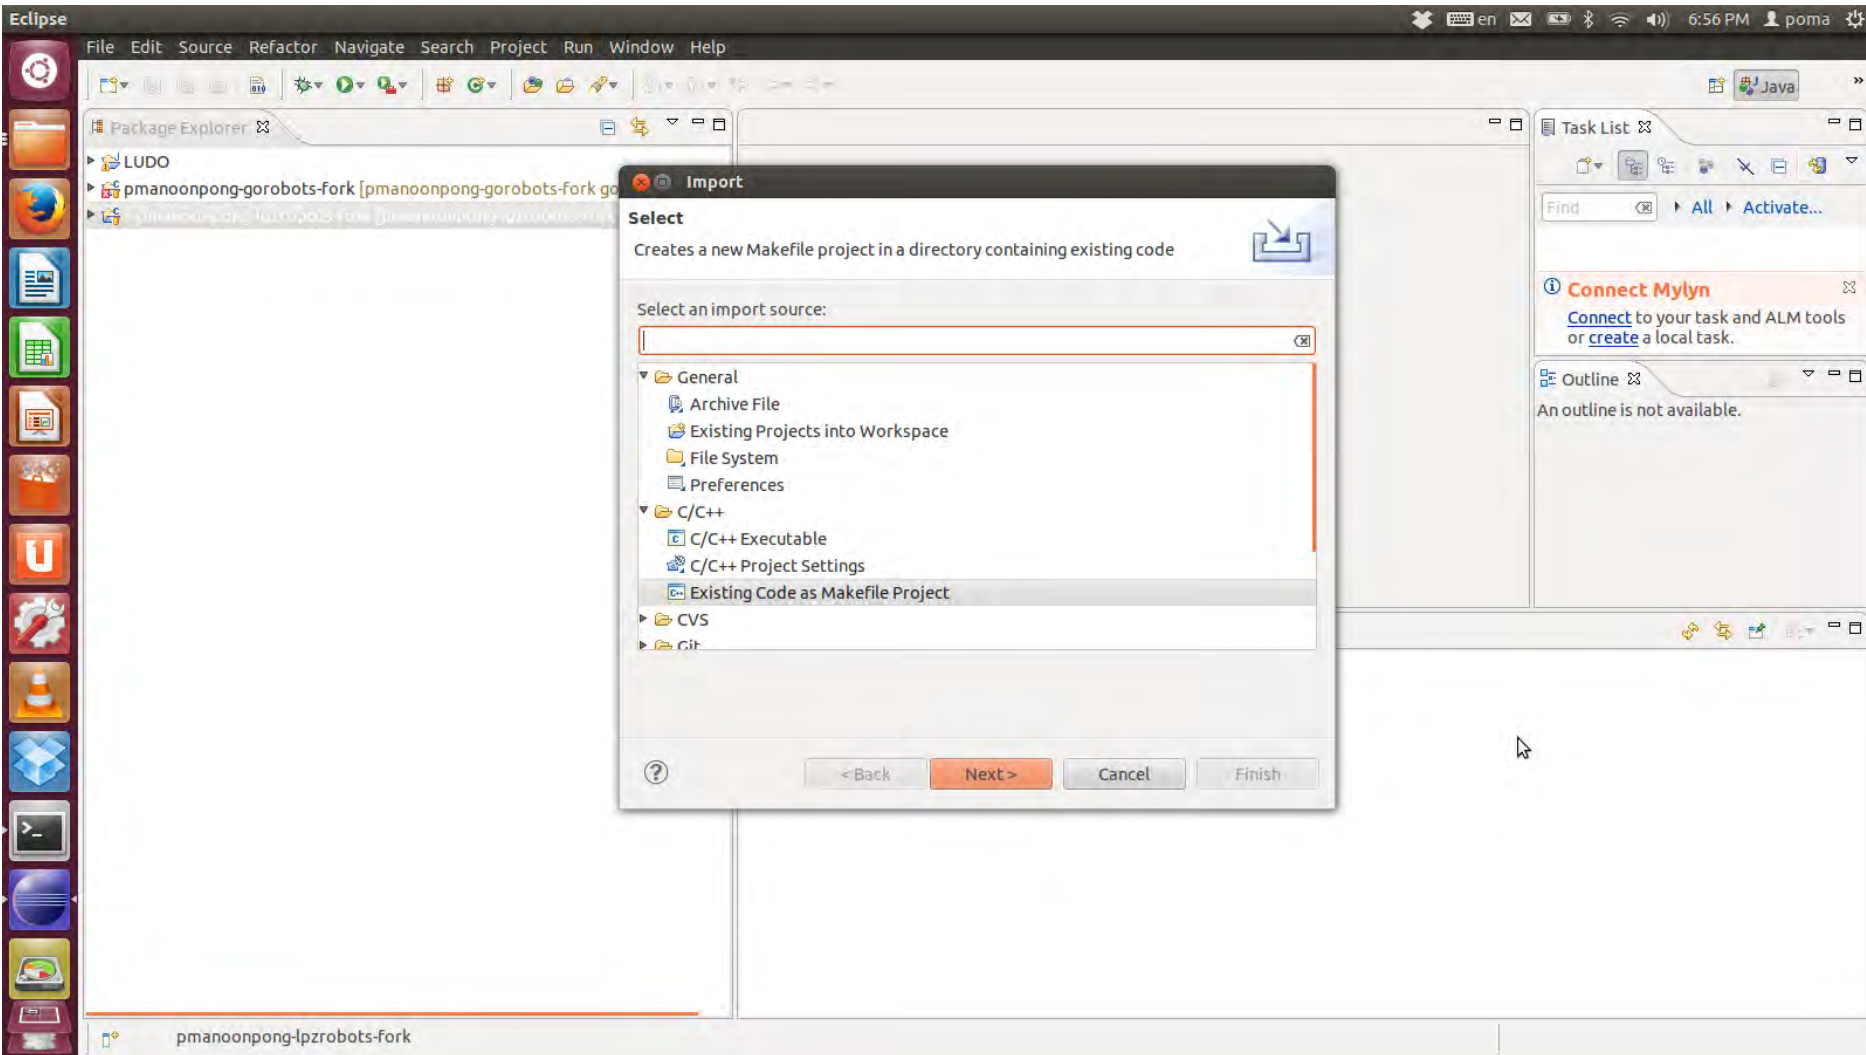 Eclipse
en
6:56 PM
poma
File Edit Source Refactor Navigate Search Project Run Window Help
Java
Package Explorer
Task List
LUDO
pmanoonpong-gorobots-fork [pmanoonpong-gorobots-fork go
Import
Select
Creates a new Makefile project in a directory containing existing code
Find
All
Activate...
Select an import source:
Connect Mylyn
Connect to your task and ALM tools
or create a local task.
General
Archive File
Existing Projects into Workspace
File System
Preferences
C/C++
C/C++ Executable
C/C++ Project Settings
Existing Code as Makefile Project
CVS
Git
Outline
An outline is not available.
< Back
Next >
Cancel
Finish
pmanoonpong-lpzrobots-fork